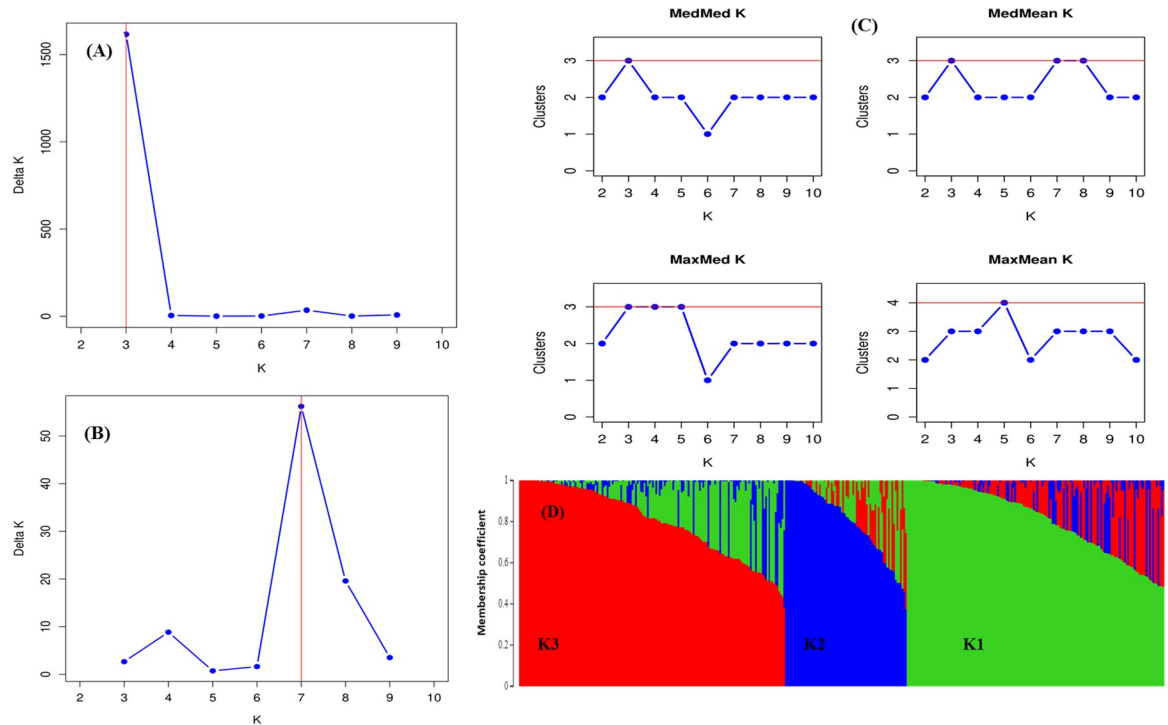 (A)
Delta K
0 500 1000 1500
2 3 4 5 6 7 8 9 10
K
(B)
Delta K
0 10 20 30 40 50
2 3 4 5 6 7 8 9 10
K
(C)
MedMed K
Clusters
0 1 2 3
2 3 4 5 6 7 8 9 10
K
MedMean K
Clusters
0 1 2 3
2 3 4 5 6 7 8 9 10
K
MaxMed K
Clusters
0 1 2 3
2 3 4 5 6 7 8 9 10
K
MaxMean K
Clusters
0 1 2 3 4
2 3 4 5 6 7 8 9 10
K
(D)
Membership coefficient
0 0.2 0.4 0.6 0.8 1
K3 K2 K1